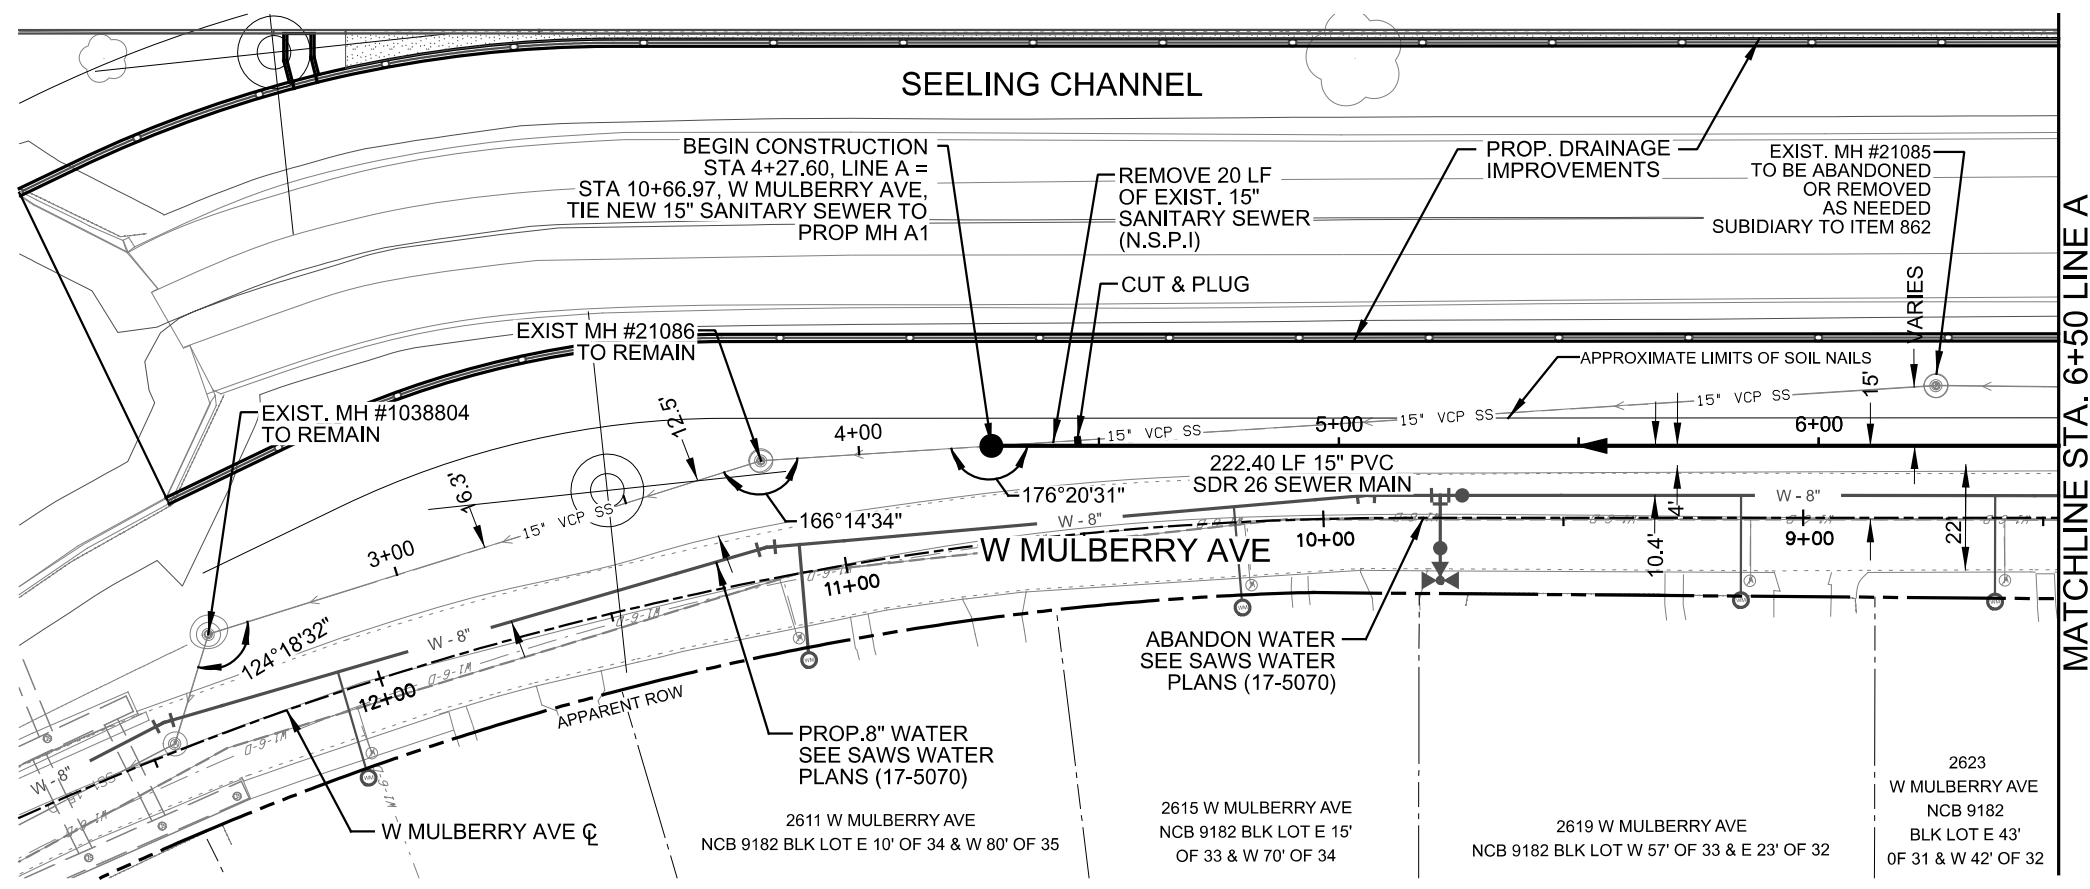 SEELING CHANNEL
BEGIN CONSTRUCTION
STA 4+27.60, LINE A =
STA 10+66.97, W MULBERRY AVE,
TIE NEW 15" SANITARY SEWER TO
PROP MH A1
REMOVE 20 LF
OF EXIST. 15"
SANITARY SEWER
(N.S.P.I)
CUT & PLUG
PROP. DRAINAGE
IMPROVEMENTS
EXIST. MH #21085
TO BE ABANDONED
OR REMOVED
AS NEEDED
SUBIDIARY TO ITEM 862
MATCHLINE STA. 6+50 LINE A
VARIES
EXIST MH #21086
TO REMAIN
APPROXIMATE LIMITS OF SOIL NAILS
15'
EXIST. MH #1038804
TO REMAIN
12.5'
16.3'
4+00
5+00
6+00
15" VCP SS
15" VCP SS
15" VCP SS
15" VCP SS
222.40 LF 15" PVC
SDR 26 SEWER MAIN
176°20'31"
166°14'34"
W - 8"
W - 8"
4'
10.4'
22
3+00
W MULBERRY AVE
10+00
9+00
11+00
W - 8"
124°18'32"
12+00
W - 8"
APPARENT ROW
ABANDON WATER
SEE SAWS WATER
PLANS (17-5070)
PROP.8" WATER
SEE SAWS WATER
PLANS (17-5070)
W MULBERRY AVE ℄
2611 W MULBERRY AVE
NCB 9182 BLK LOT E 10' OF 34 & W 80' OF 35
2615 W MULBERRY AVE
NCB 9182 BLK LOT E 15'
OF 33 & W 70' OF 34
2619 W MULBERRY AVE
NCB 9182 BLK LOT W 57' OF 33 & E 23' OF 32
2623
W MULBERRY AVE
NCB 9182
BLK LOT E 43'
0F 31 & W 42' OF 32